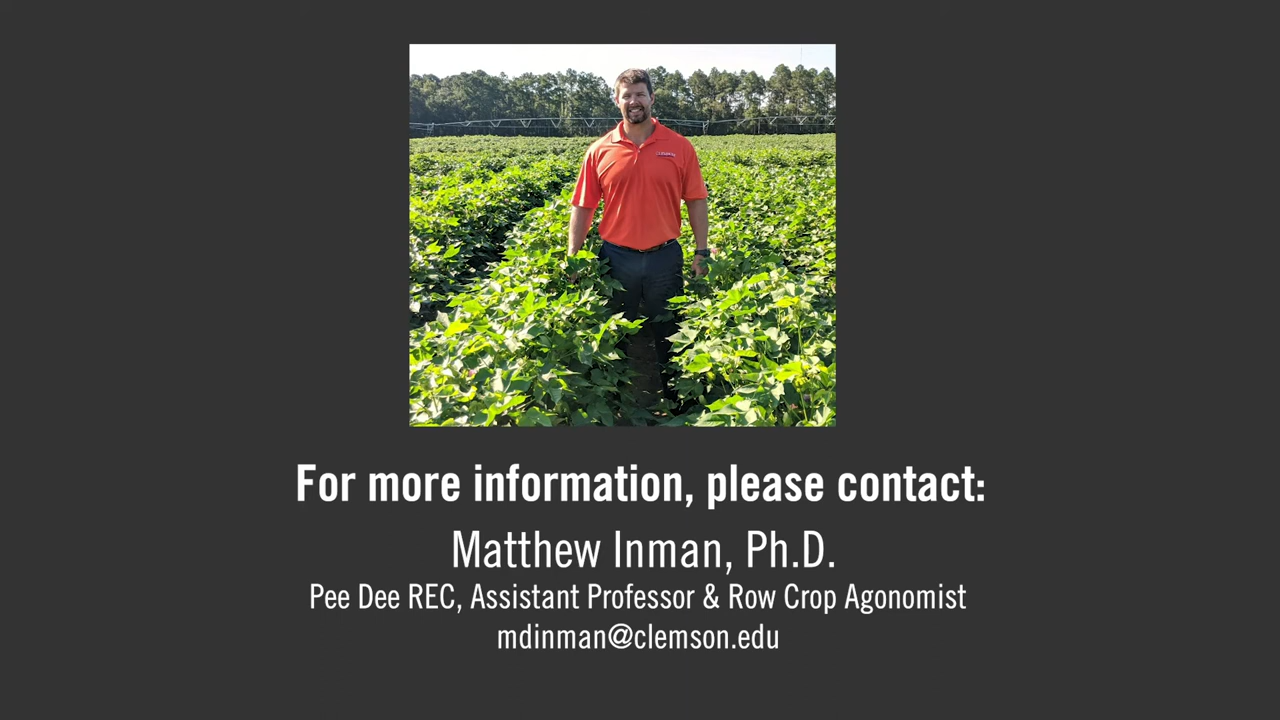 For more information, please contact:
Matthew Inman, Ph.D.
Pee Dee REC, Assistant Professor & Row Crop Agonomist
mdinman@clemson.edu